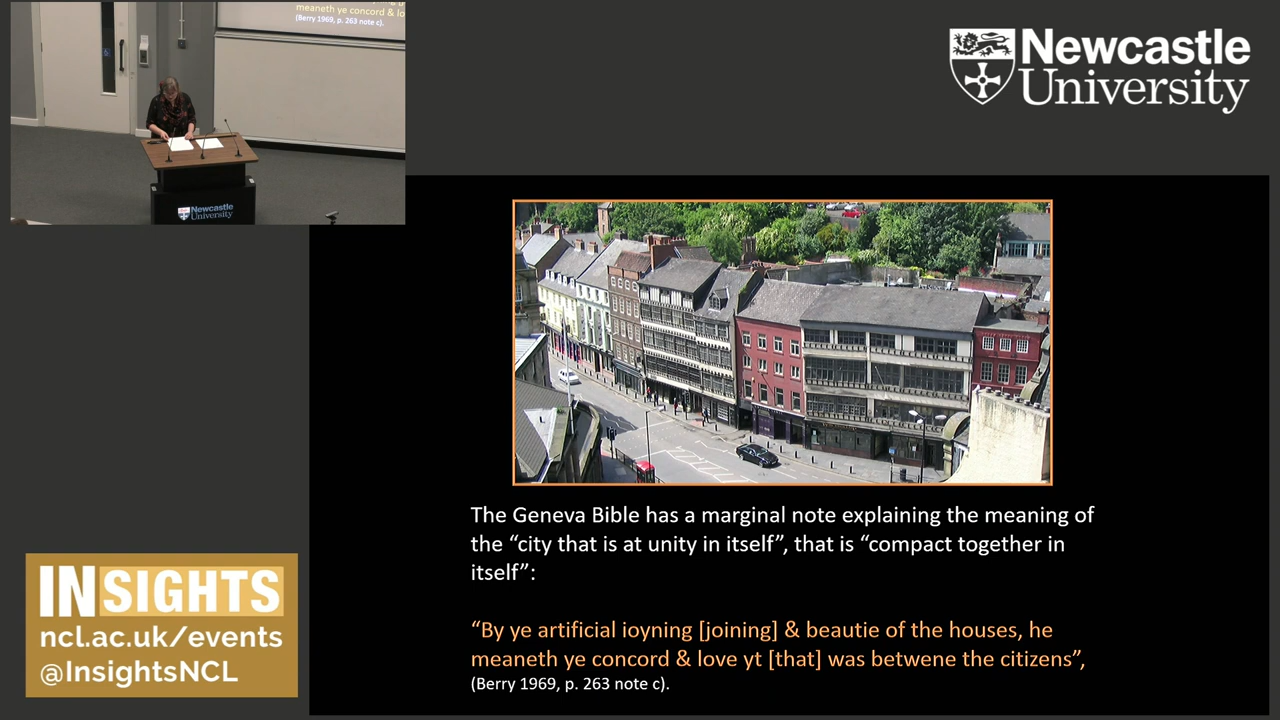 meaneth ye concord & lo
(Berry 1969, p. 263 note c).
Newcastle
University
Newcastle
University
The Geneva Bible has a marginal note explaining the meaning of
the “city that is at unity in itself”, that is “compact together in
itself”:
“By ye artificial ioyning [joining] & beautie of the houses, he
meaneth ye concord & love yt [that] was betwene the citizens”,
(Berry 1969, p. 263 note c).
INSIGHTS
ncl.ac.uk/events
@InsightsNCL